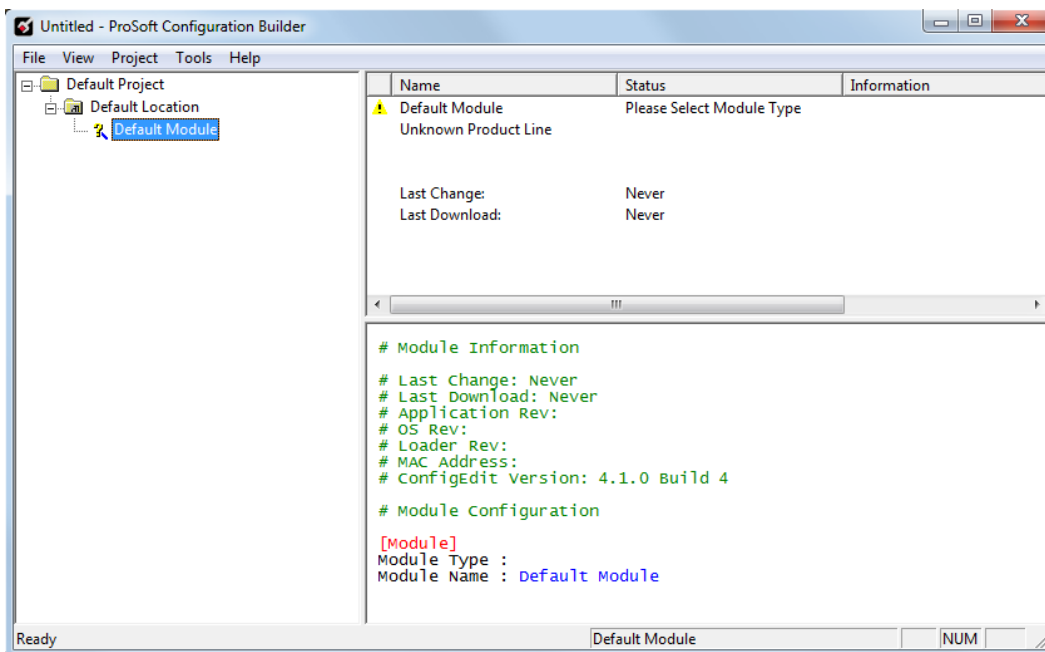 Untitled - ProSoft Configuration Builder
File View Project Tools Help
Default Project
Default Location
Default Module
Name Status Information
Default Module Please Select Module Type
Unknown Product Line
Last Change: Never
Last Download: Never
# Module Information
# Last Change: Never
# Last Download: Never
# Application Rev:
# OS Rev:
# Loader Rev:
# MAC Address:
# ConfigEdit Version: 4.1.0 Build 4
# Module Configuration
[Module]
Module Type :
Module Name : Default Module
Ready Default Module NUM